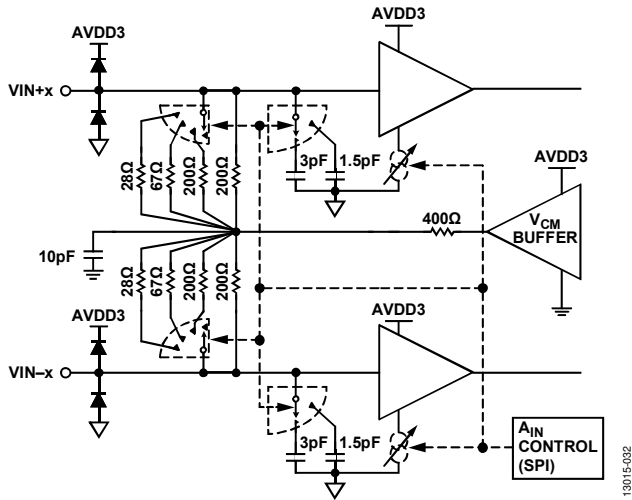 AVDD3
AVDD3
VIN+x
28Ω
67Ω
200Ω
200Ω
3pF
1.5pF
AVDD3
400Ω
VCM
BUFFER
10pF
28Ω
67Ω
200Ω
200Ω
AVDD3
AVDD3
VIN–x
3pF
1.5pF
AIN
CONTROL
(SPI)
13015-032